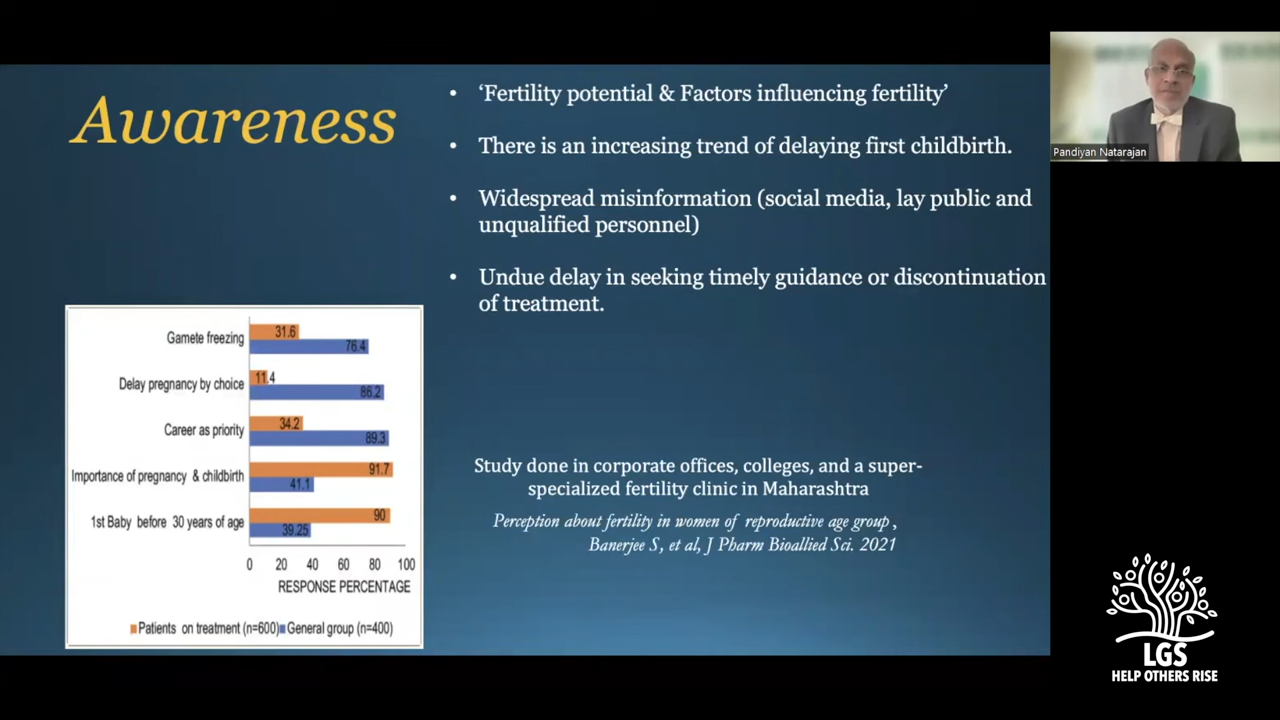 Awareness
• ‘Fertility potential & Factors influencing fertility’
• There is an increasing trend of delaying first childbirth.
• Widespread misinformation (social media, lay public and
unqualified personnel)
• Undue delay in seeking timely guidance or discontinuation
of treatment.
Gamete freezing
31.6
76.4
Delay pregnancy by choice
11.4
86.2
Career as priority
34.2
89.3
Importance of pregnancy & childbirth
91.7
41.1
1st Baby before 30 years of age
90
39.25
0 20 40 60 80 100
RESPONSE PERCENTAGE
Patients on treatment (n=600) General group (n=400)
Study done in corporate offices, colleges, and a super-
specialized fertility clinic in Maharashtra
Perception about fertility in women of reproductive age group ,
Banerjee S, et al, J Pharm Bioallied Sci. 2021
Pandiyan Natarajan
LGS
HELP OTHERS RISE